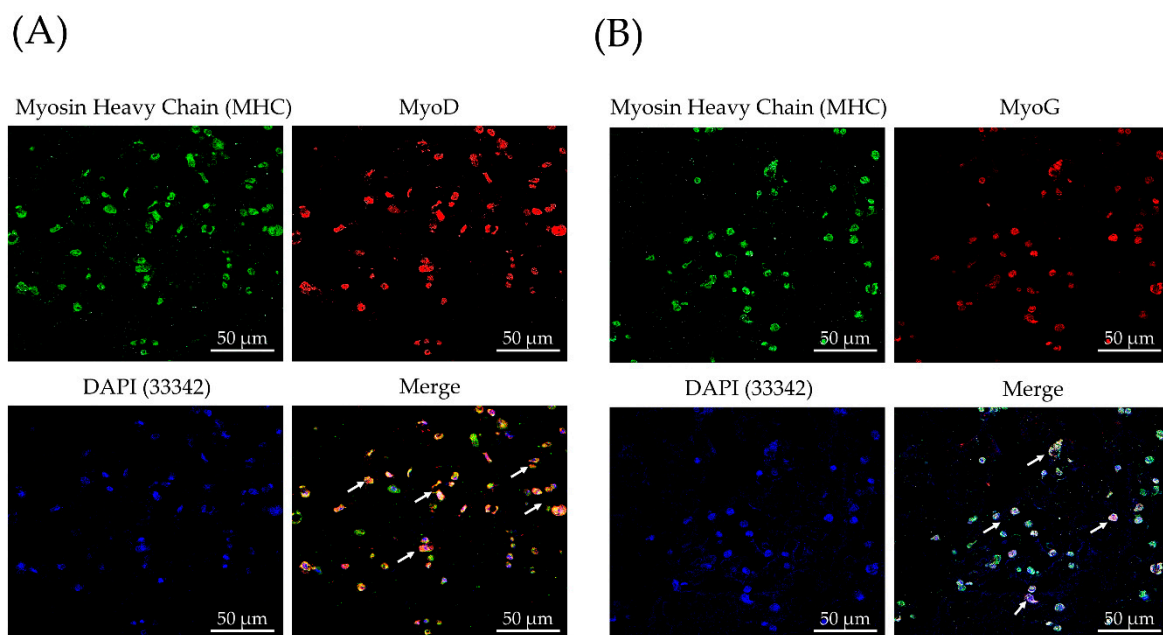 (A)
(B)
Myosin Heavy Chain (MHC)
MyoD
50 μm
50 μm
DAPI (33342)
Merge
50 μm
50 μm
Myosin Heavy Chain (MHC)
MyoG
50 μm
50 μm
DAPI (33342)
Merge
50 μm
50 μm